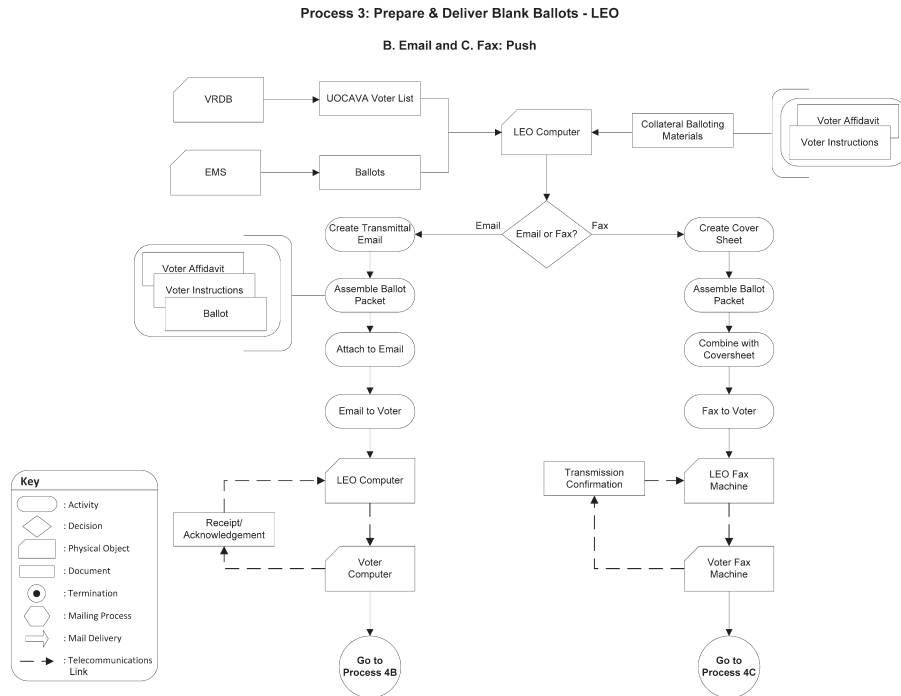 Process 3: Prepare & Deliver Blank Ballots - LEO
B. Email and C. Fax: Push
VRDB
UOCAVA Voter List
EMS
Ballots
LEO Computer
Collateral Balloting
Materials
Voter Affidavit
Voter Instructions
Email or Fax?
Email
Fax
Create Transmittal
Email
Voter Affidavit
Voter Instructions
Ballot
Assemble Ballot
Packet
Attach to Email
Email to Voter
LEO Computer
Receipt/
Acknowledgement
Voter
Computer
Go to
Process 4B
Create Cover
Sheet
Assemble Ballot
Packet
Combine with
Coversheet
Fax to Voter
Transmission
Confirmation
LEO Fax
Machine
Voter Fax
Machine
Go to
Process 4C
Key
: Activity
: Decision
: Physical Object
: Document
: Termination
: Mailing Process
: Mail Delivery
: Telecommunications
Link